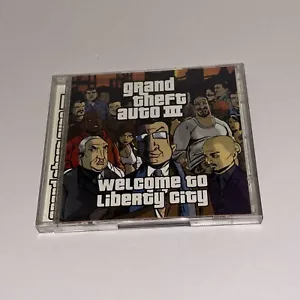 grand
theft
auto III
WELCOME TO
LIBERTY CITY